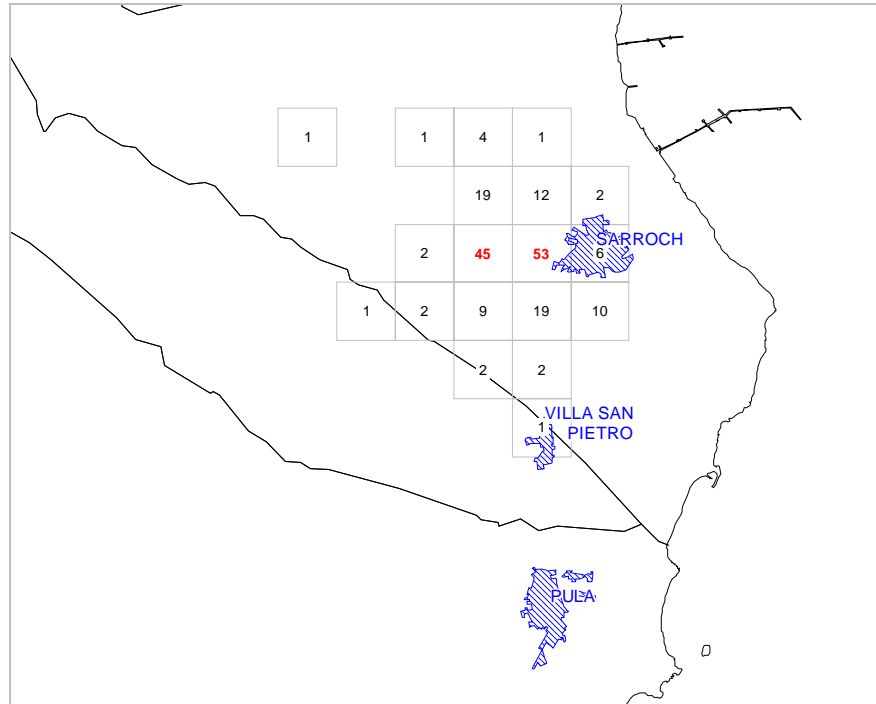 1 1 4 1
19 12 2
SARROCH
2 45 53 6
1 2 9 19 10
2 2
VILLA SAN
1
PIETRO
PULA